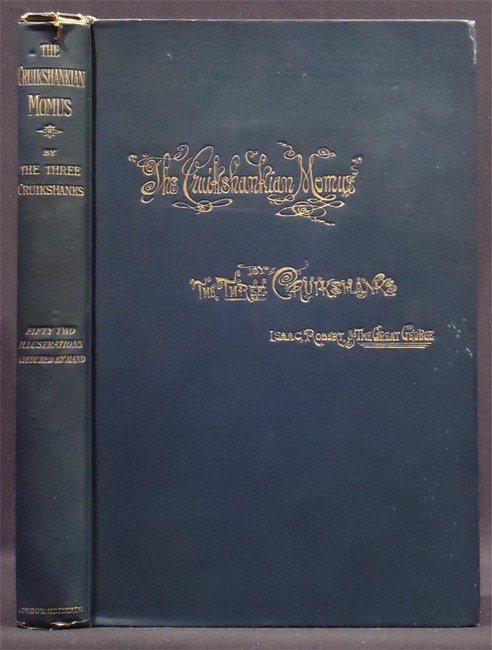 THE
CRUIKSHANKIAN
MOMUS
BY
THE THREE
CRUIKSHANKS
FIFTY TWO
ILLUSTRATIONS
COLOURED BY HAND
LONDON.
The Cruikshankian Momus
BY
THE THREE CRUIKSHANKS
ISAAC, ROBERT, & THE GREAT GEORGE